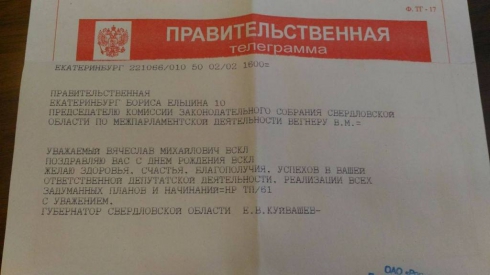 Ф. ТГ-17
ПРАВИТЕЛЬСТВЕННАЯ
телеграмма
ЕКАТЕРИНБУРГ 221066/010 50 02/02 1600=
ПРАВИТЕЛЬСТВЕННАЯ
ЕКАТЕРИНБУРГ БОРИСА ЕЛЬЦИНА 10
ПРЕДСЕДАТЕЛЮ КОМИССИИ ЗАКОНОДАТЕЛЬНОГО СОБРАНИЯ СВЕРДЛОВСКОЙ
ОБЛАСТИ ПО МЕЖПАРЛАМЕНТСКОЙ ДЕЯТЕЛЬНОСТИ ВЕГНЕРУ В.М.=
УВАЖАЕМЫЙ ВЯЧЕСЛАВ МИХАЙЛОВИЧ ВСКЛ
ПОЗДРАВЛЯЮ ВАС С ДНЕМ РОЖДЕНИЯ ВСКЛ
ЖЕЛАЮ ЗДОРОВЬЯ, СЧАСТЬЯ, БЛАГОПОЛУЧИЯ, УСПЕХОВ В ВАШЕЙ
ОТВЕТСТВЕННОЙ ДЕПУТАТСКОЙ ДЕЯТЕЛЬНОСТИ, РЕАЛИЗАЦИИ ВСЕХ
ЗАДУМАННЫХ ПЛАНОВ И НАЧИНАНИЙ=НР ТП/61
С УВАЖЕНИЕМ,
ГУБЕРНАТОР СВЕРДЛОВСКОЙ ОБЛАСТИ Е.В.КУЙВАШЕВ-
ОАО